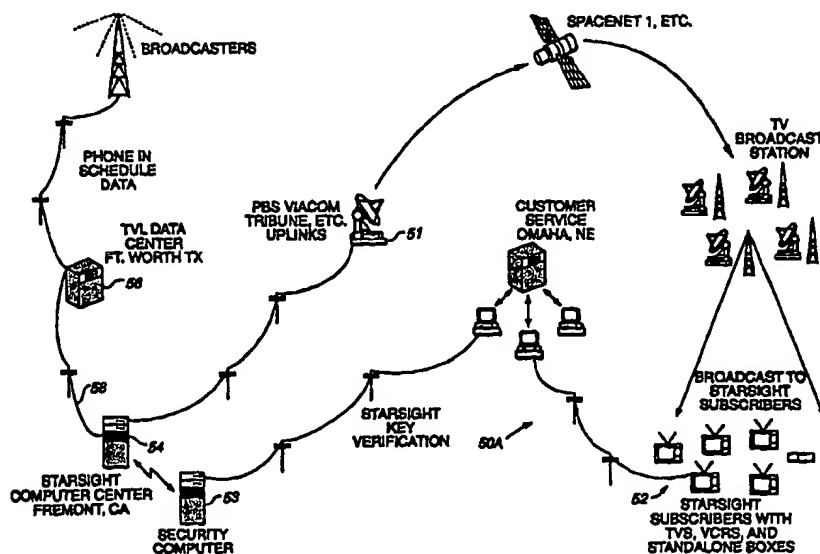 BROADCASTERS
SPACENET 1, ETC.
TV
BROADCAST
STATION
PHONE IN
SCHEDULE
DATA
PBS VIACOM
TRIBUNE, ETC.
UPLINKS
51
CUSTOMER
SERVICE
OMAHA, NE
TVL DATA
CENTER
FT. WORTH TX
56
58
54
STARSIGHT
KEY
VERIFICATION
50A
BROADCAST TO
STARSIGHT
SUBSCRIBERS
STARSIGHT
COMPUTER CENTER
FREMONT, CA
53
SECURITY
COMPUTER
52
STARSIGHT
SUBSCRIBERS WITH
TVS, VCRS, AND
STANDALONE BOXES